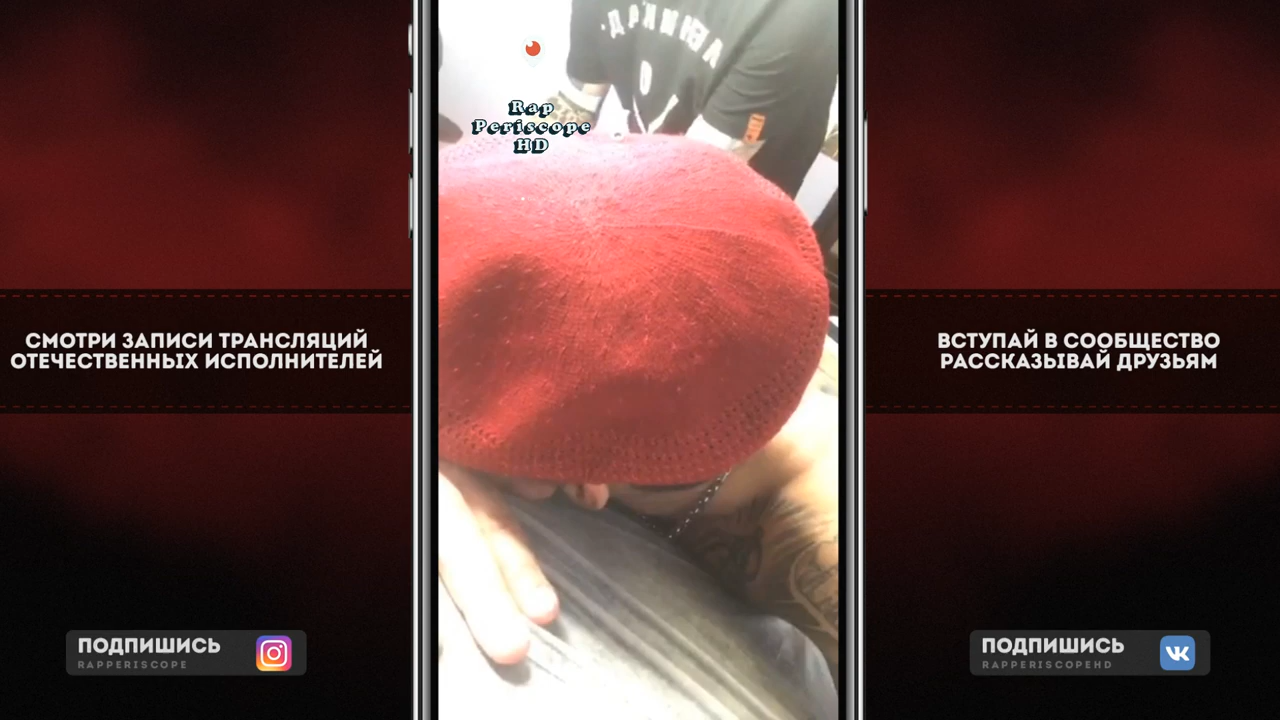 Rap
Periscope
HD
СМОТРИ ЗАПИСИ ТРАНСЛЯЦИЙ
ОТЕЧЕСТВЕННЫХ ИСПОЛНИТЕЛЕЙ
ВСТУПАЙ В СООБЩЕСТВО
РАССКАЗЫВАЙ ДРУЗЬЯМ
ПОДПИШИСЬ
RAPPERISCOPE
ПОДПИШИСЬ
RAPPERISCOPEHD